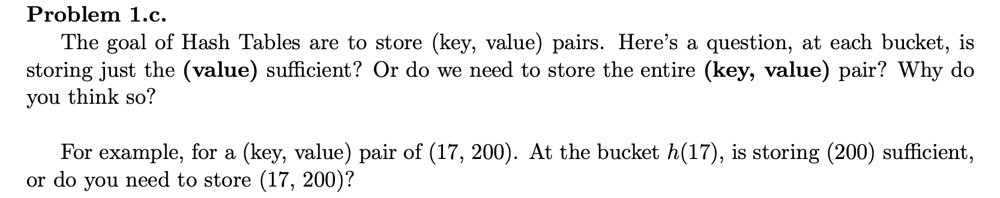 Problem 1.c.
The goal of Hash Tables are to store (key, value) pairs. Here's a question, at each bucket, is
storing just the (value) sufficient? Or do we need to store the entire (key, value) pair? Why do
you think so?
For example, for a (key, value) pair of (17, 200). At the bucket h(17), is storing (200) sufficient,
or do you need to store (17, 200)?